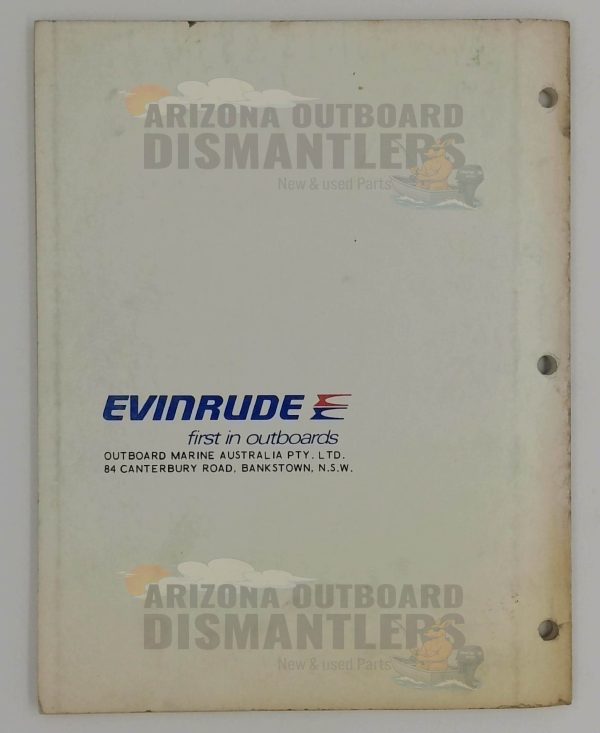 ARIZONA OUTBOARD
DISMANTLERS
New & used Parts
EVINRUDE
first in outboards
OUTBOARD MARINE AUSTRALIA PTY. LTD.
84 CANTERBURY ROAD, BANKSTOWN, N.S.W.
ARIZONA OUTBOARD
DISMANTLERS
New & used Parts